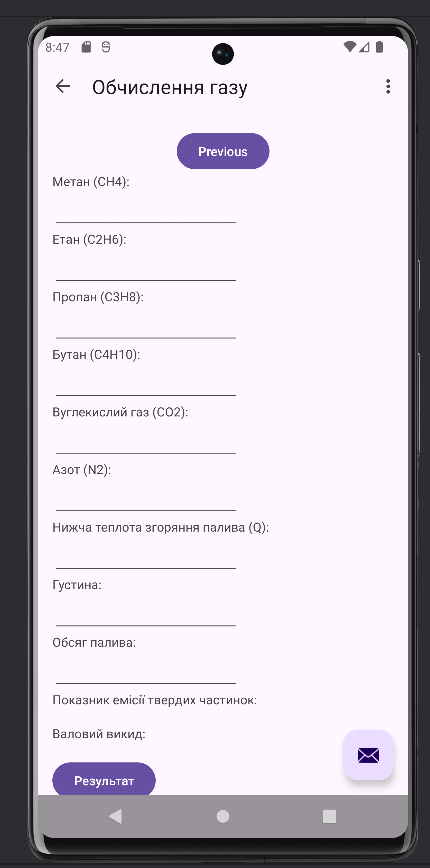 8:47
Обчислення газу
Previous
Метан (CH4):
Етан (C2H6):
Пропан (C3H8):
Бутан (C4H10):
Вуглекислий газ (CO2):
Азот (N2):
Нижча теплота згоряння палива (Q):
Густина:
Обсяг палива:
Показник емісії твердих частинок:
Валовий викид:
Результат